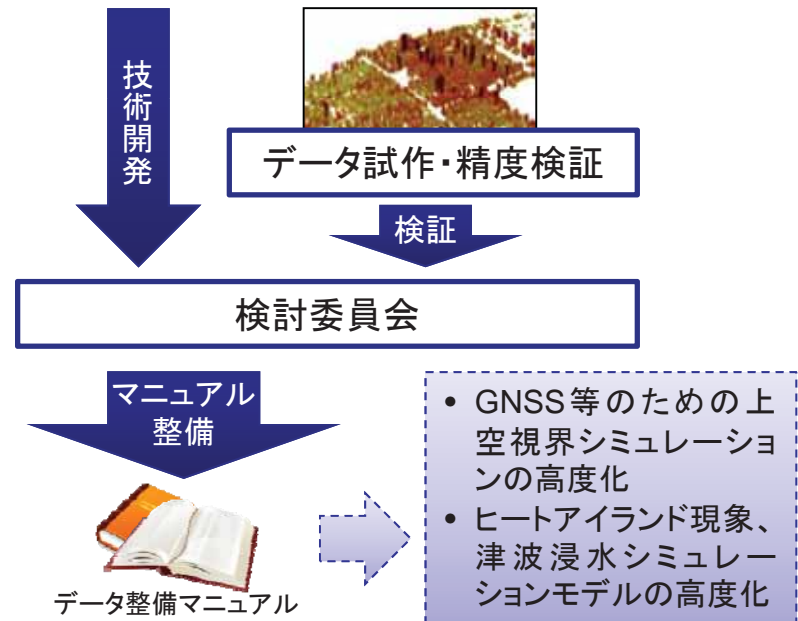 技術開発
データ試作・精度検証
検証
検討委員会
マニュアル
整備
データ整備マニュアル
• GNSS等のための上
空視界シミュレーショ
ンの高度化
• ヒートアイランド現象、
津波浸水シミュレー
ションモデルの高度化